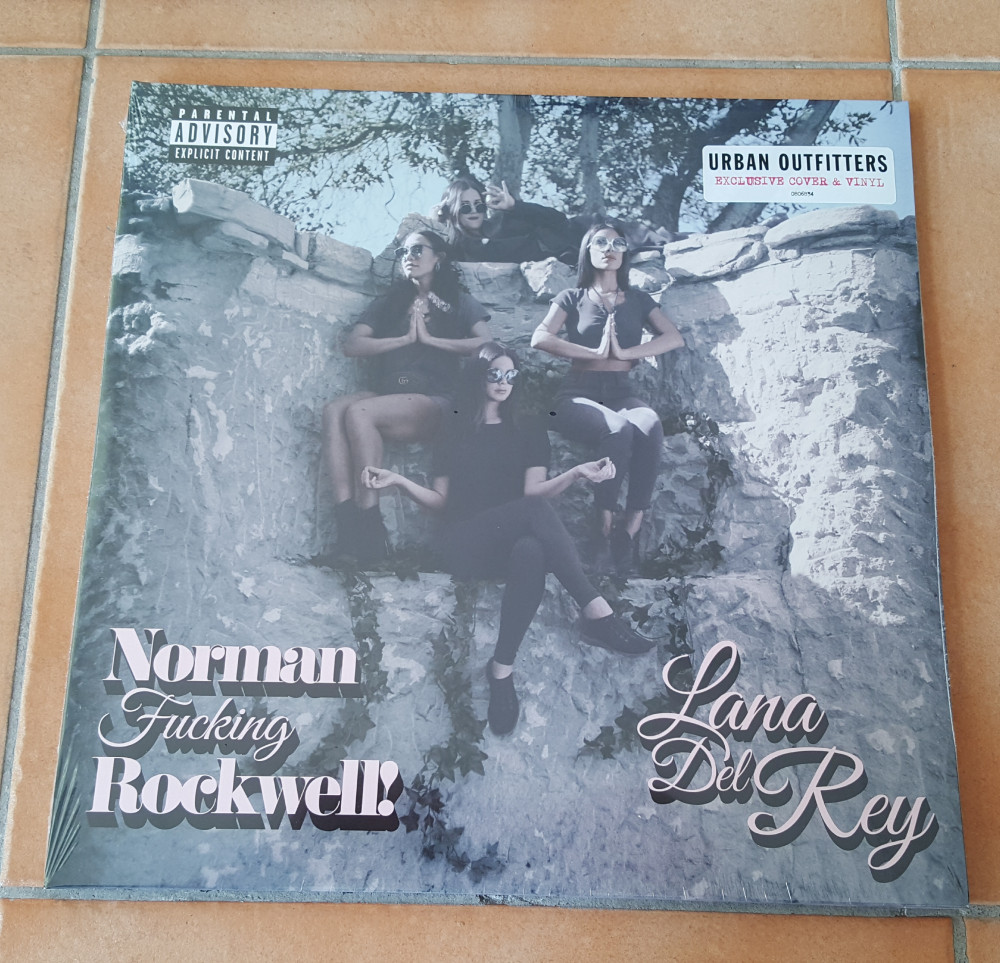 PARENTAL
ADVISORY
EXPLICIT CONTENT
URBAN OUTFITTERS
EXCLUSIVE COVER & VINYL
Norman
Fucking
Rockwell!
Lana
Del Rey